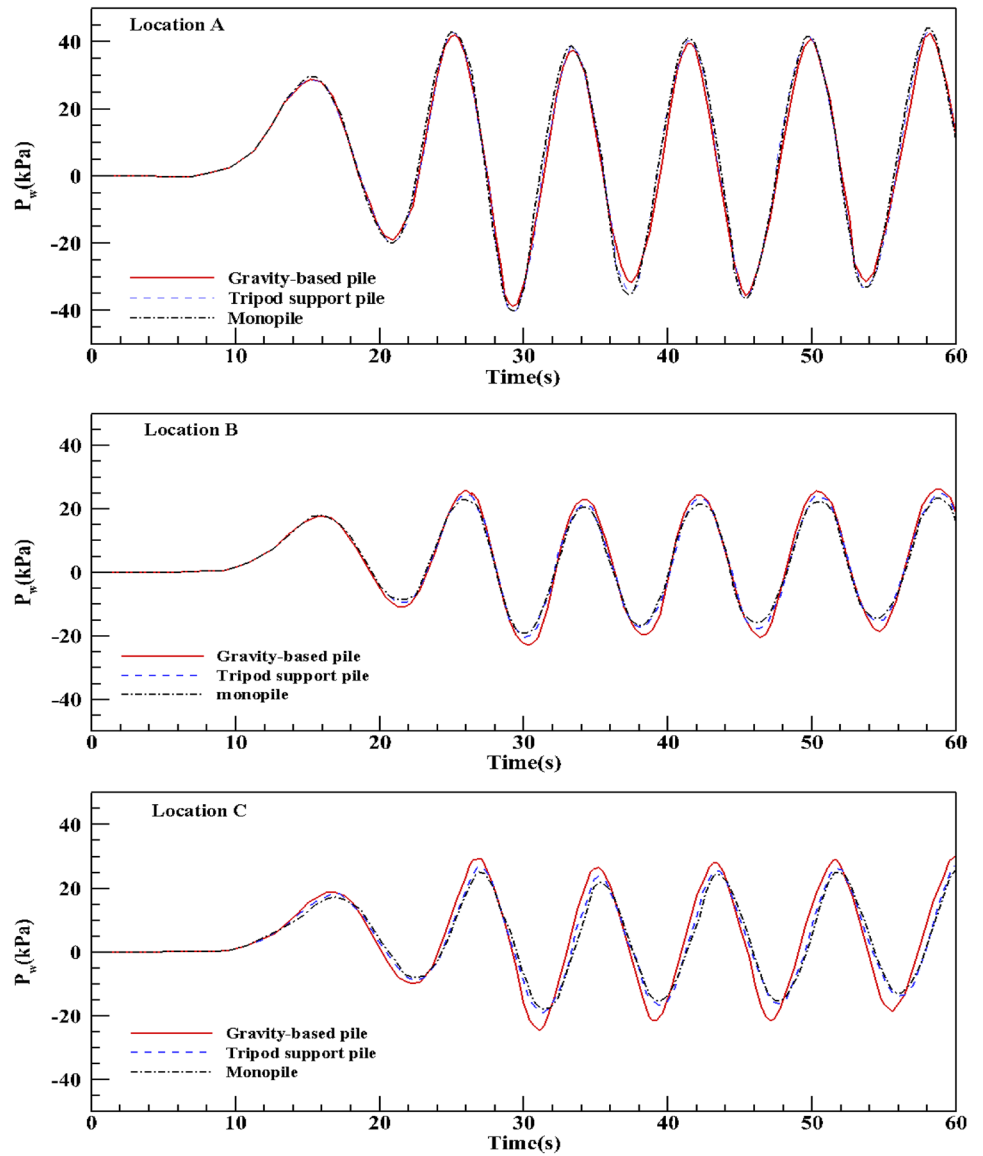 Location A
40
20
0
-20
-40
P_w(kPa)
Gravity-based pile
Tripod support pile
Monopile
0 10 20 30 40 50 60
Time(s)
Location B
40
20
0
-20
-40
P_w(kPa)
Gravity-based pile
Tripod support pile
monopile
0 10 20 30 40 50 60
Time(s)
Location C
40
20
0
-20
-40
P_w(kPa)
Gravity-based pile
Tripod support pile
Monopile
0 10 20 30 40 50 60
Time(s)